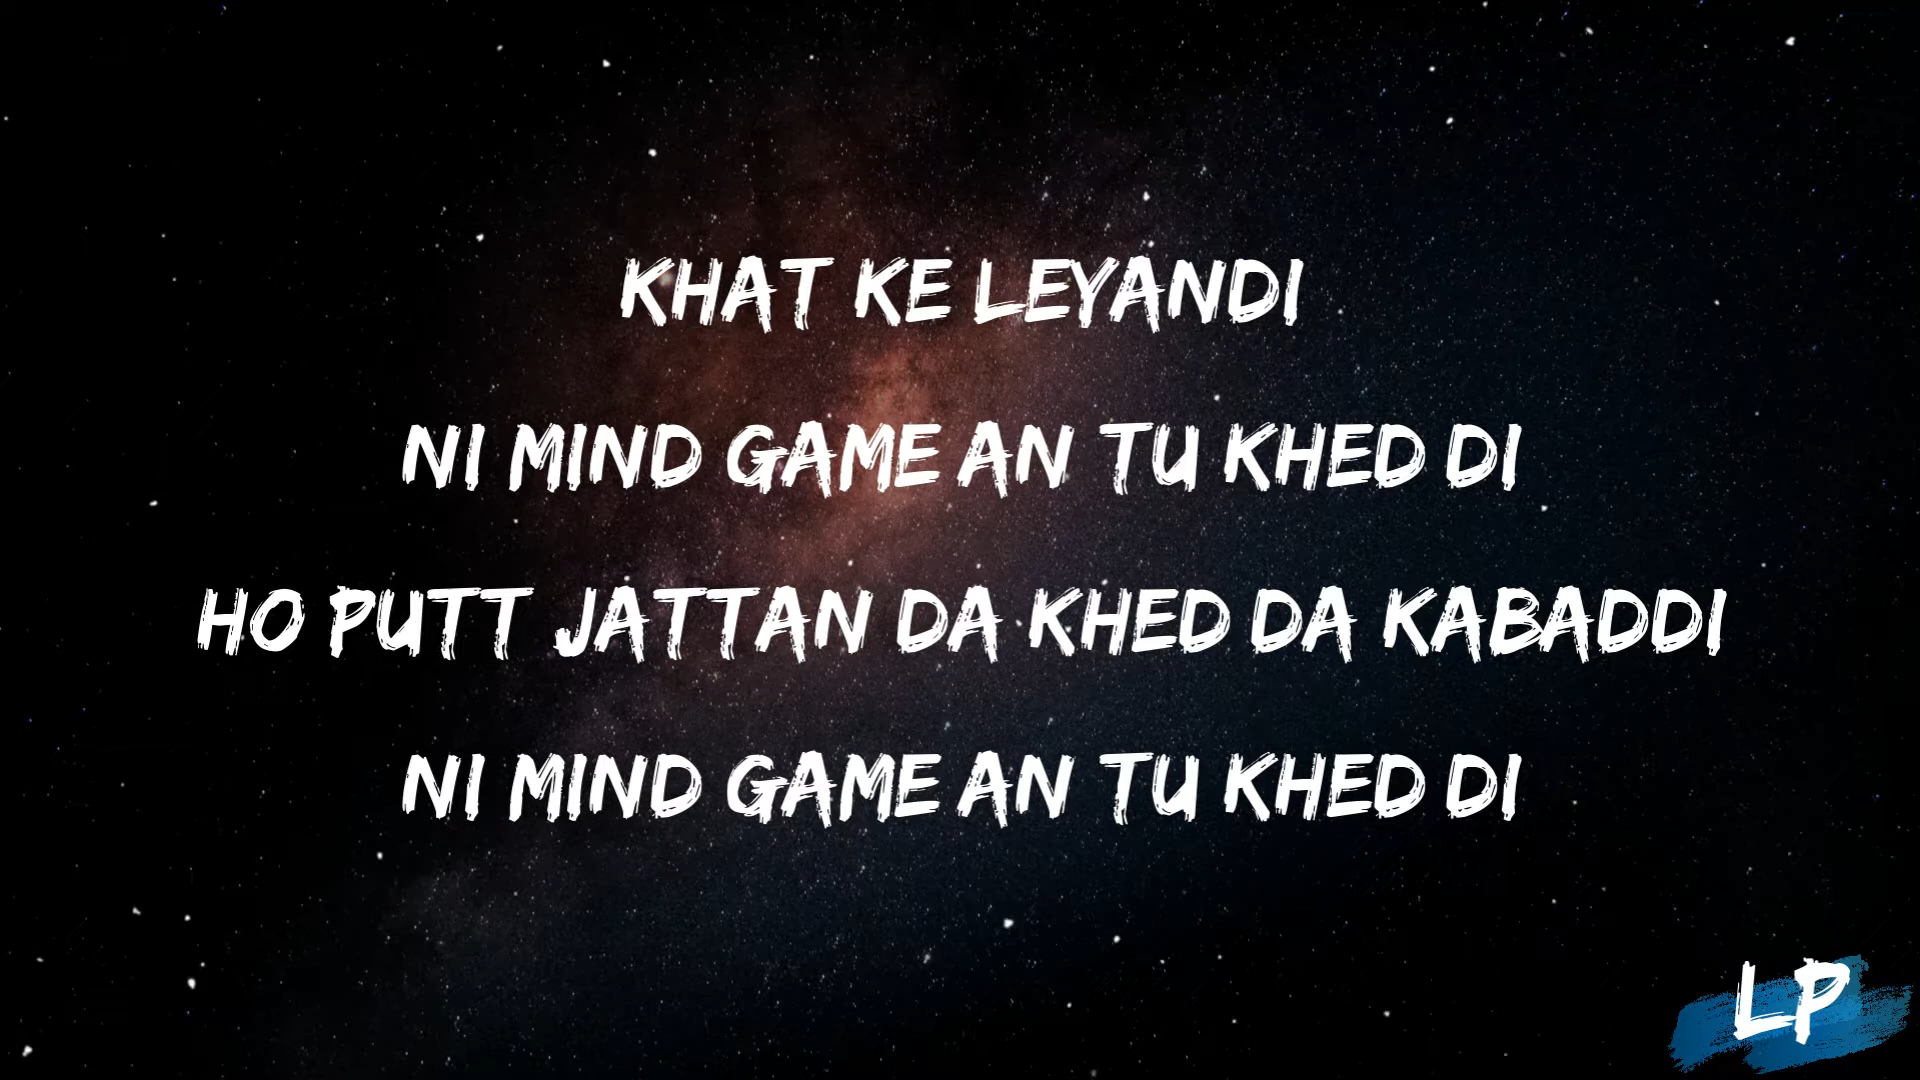 KHAT KE LEYANDI
NI MIND GAME AN TU KHED DI
HO PUTT JATTAN DA KHED DA KABADDI
NI MIND GAME AN TU KHED DI
LP